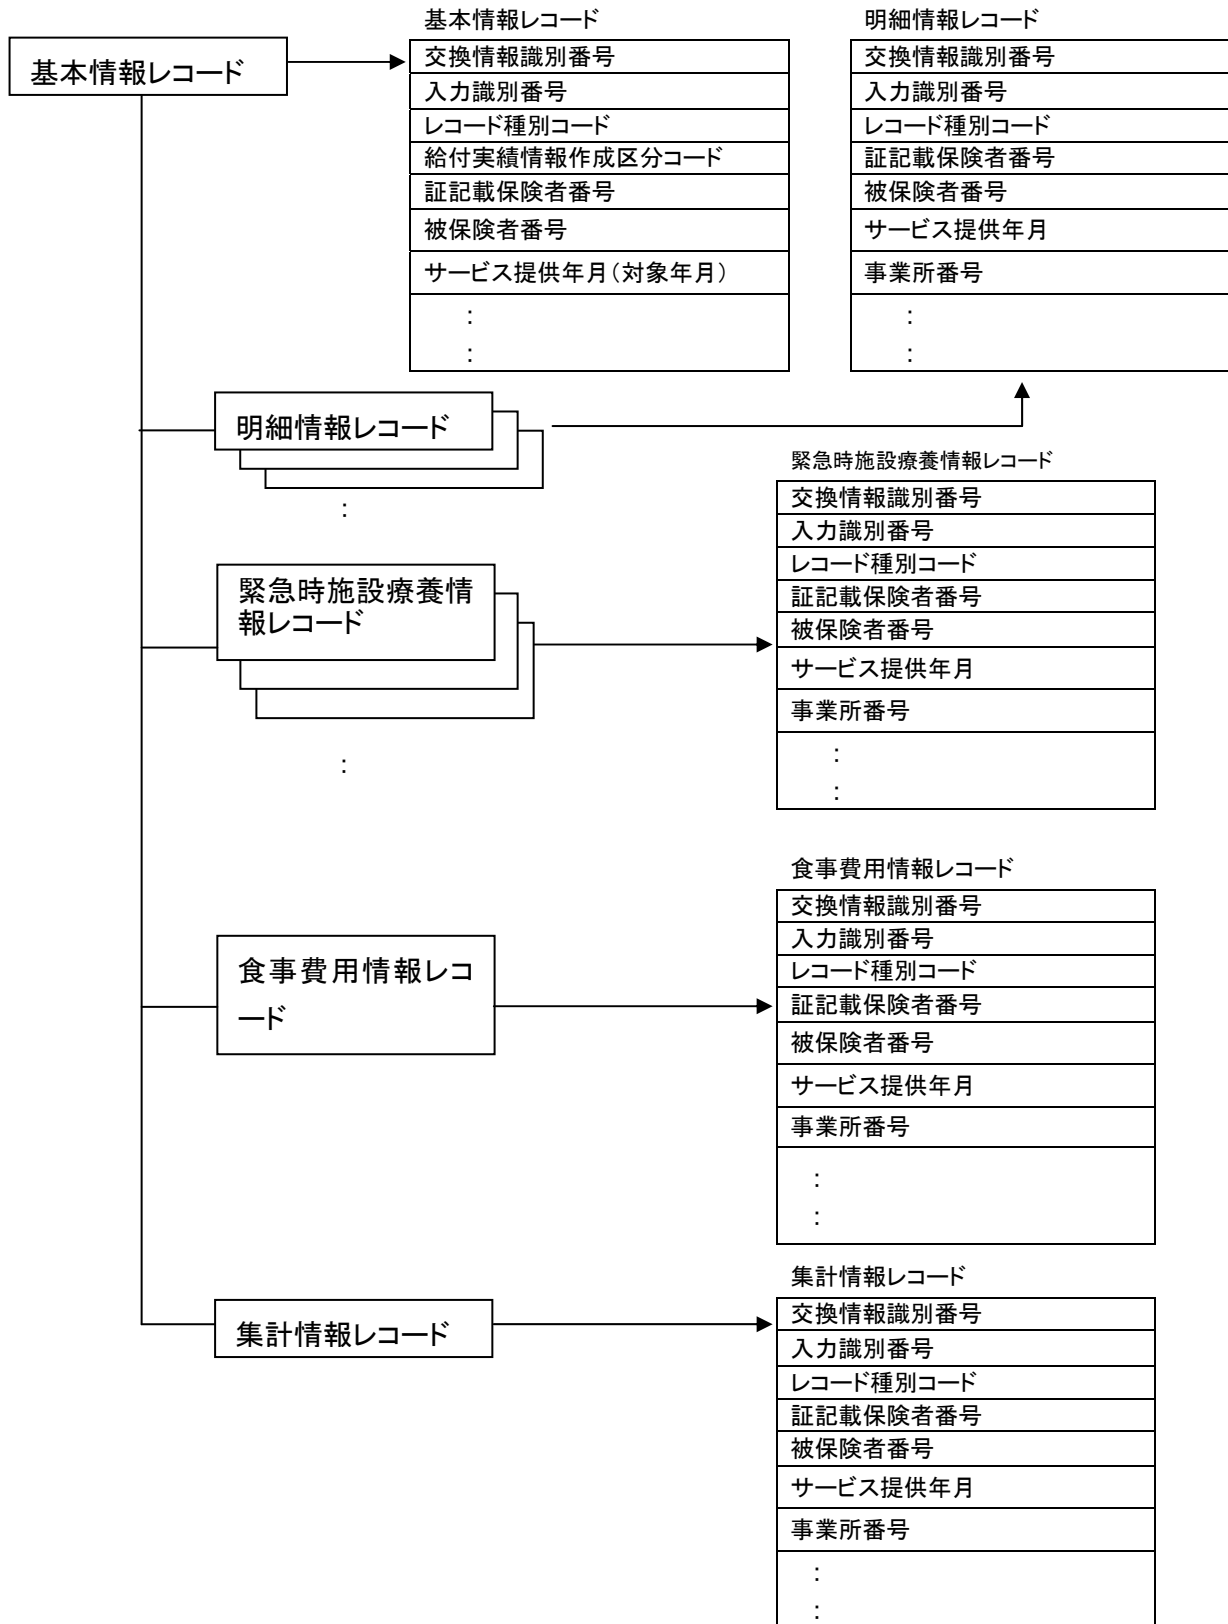 基本情報レコード
基本情報レコード
交換情報識別番号
入力識別番号
レコード種別コード
給付実績情報作成区分コード
証記載保険者番号
被保険者番号
サービス提供年月(対象年月)
:
:
明細情報レコード
交換情報識別番号
入力識別番号
レコード種別コード
証記載保険者番号
被保険者番号
サービス提供年月
事業所番号
:
:
明細情報レコード
:
緊急時施設療養情報レコード
交換情報識別番号
入力識別番号
レコード種別コード
証記載保険者番号
被保険者番号
サービス提供年月
事業所番号
:
:
緊急時施設療養情
報レコード
:
食事費用情報レコード
交換情報識別番号
入力識別番号
レコード種別コード
証記載保険者番号
被保険者番号
サービス提供年月
事業所番号
:
:
食事費用情報レコ
ード
集計情報レコード
交換情報識別番号
入力識別番号
レコード種別コード
証記載保険者番号
被保険者番号
サービス提供年月
事業所番号
:
:
集計情報レコード